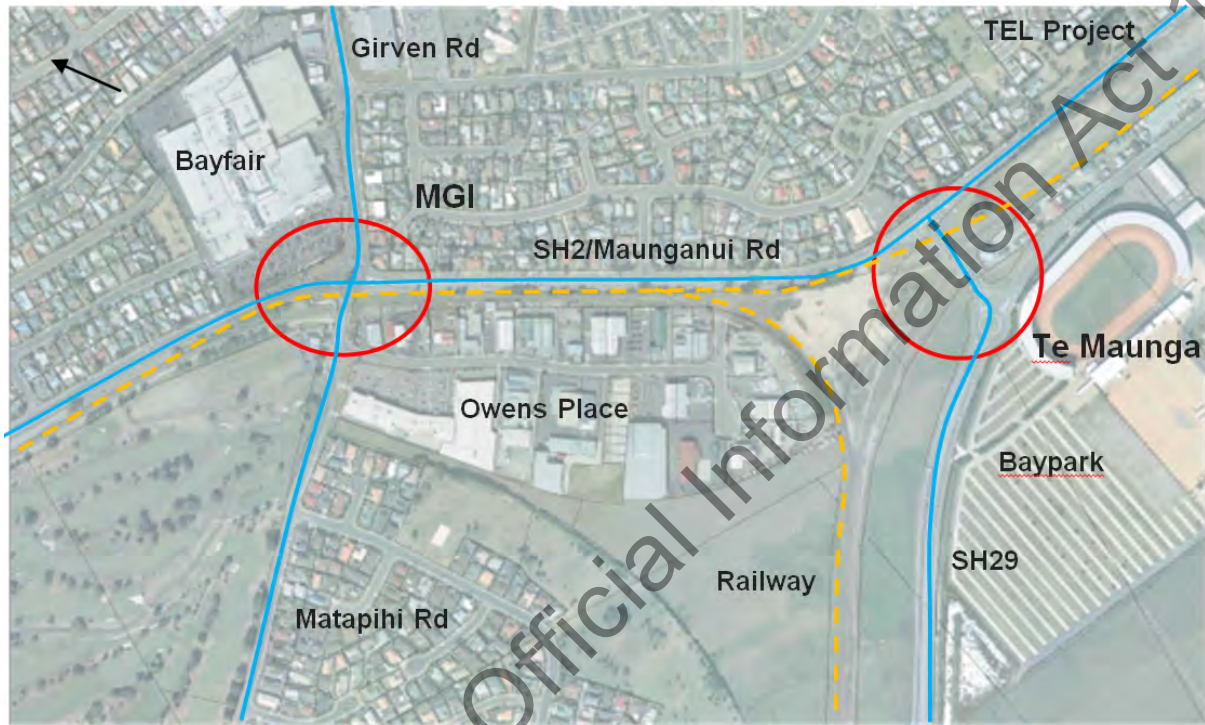 Girven Rd
TEL Project
Bayfair
MGI
SH2/Maunganui Rd
Te Maunga
Owens Place
Baypark
Railway
SH29
Matapihi Rd
Official Information Act 1